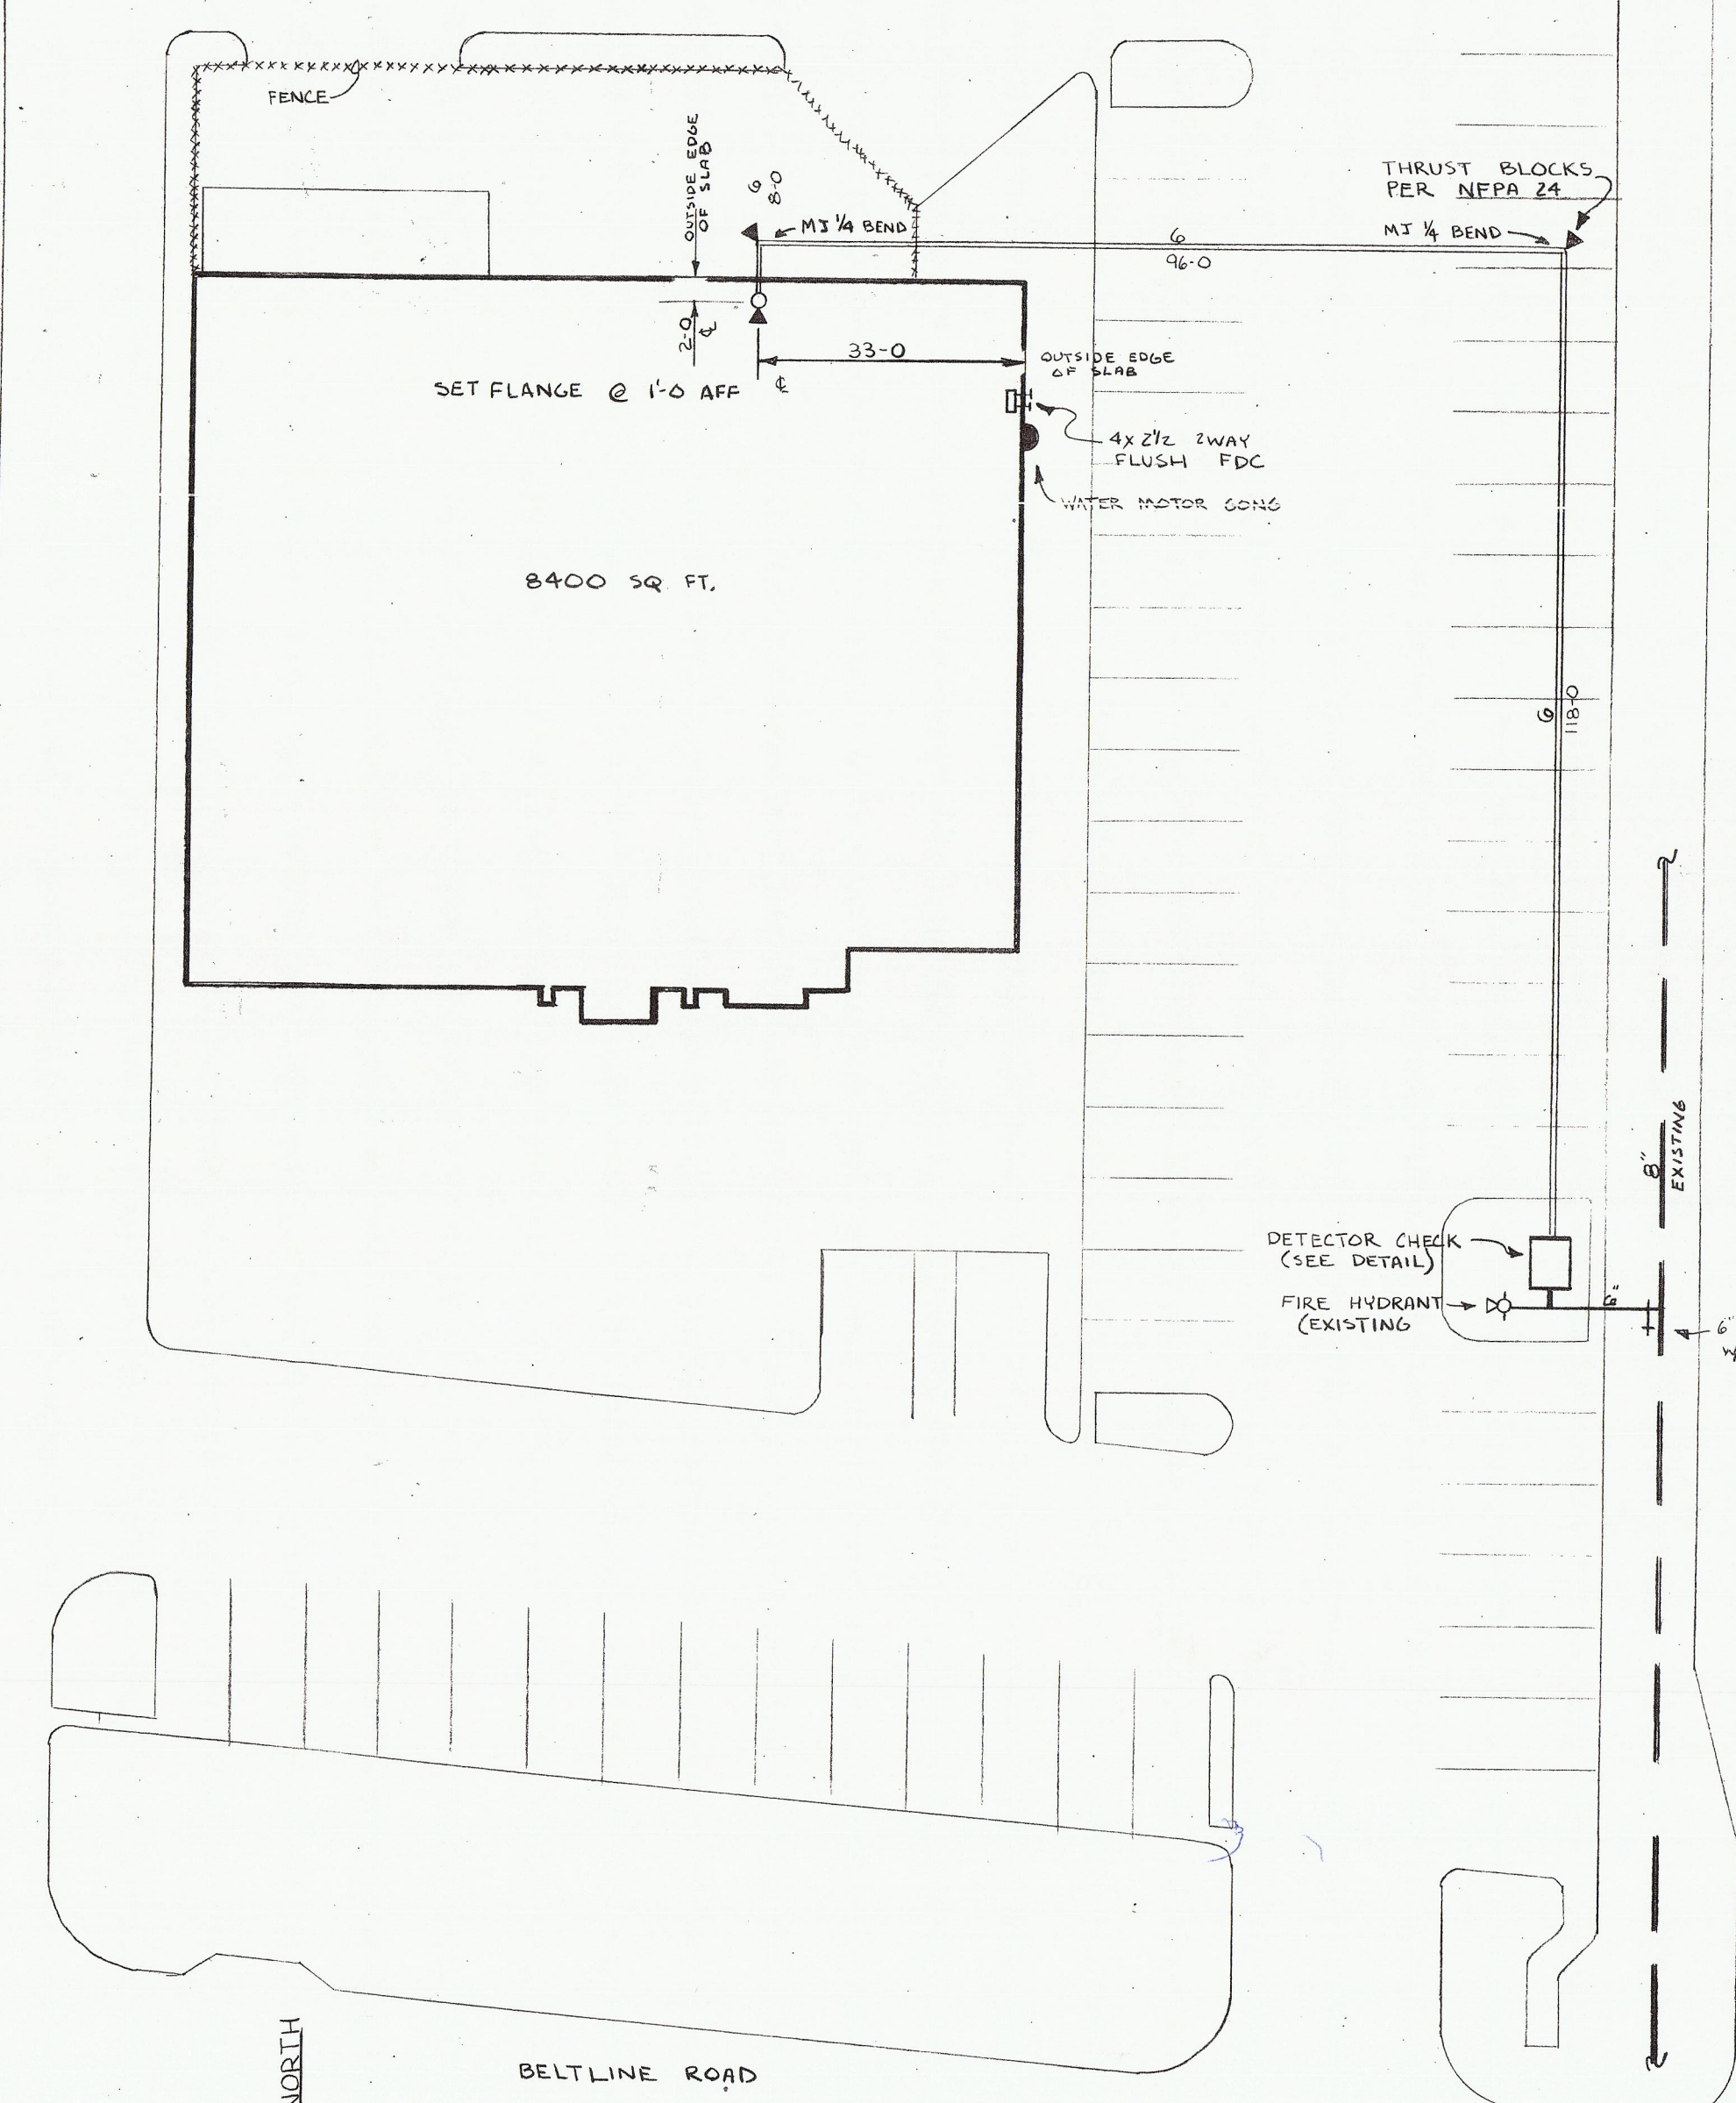 FENCE
OUTSIDE EDGE
OF SLAB
6
8-0
MJ 1/4 BEND
THRUST BLOCKS
PER NFPA 24
MJ 1/4 BEND
6
96-0
2-0
℄
33-0
℄
OUTSIDE EDGE
OF SLAB
SET FLANGE @ 1'-0 AFF
4x 2 1/2 2WAY
FLUSH FDC
WATER MOTOR GONG
8400 SQ FT.
6
118-0
8"
EXISTING
DETECTOR CHECK
(SEE DETAIL)
FIRE HYDRANT
(EXISTING
6"
6"
NORTH
BELTLINE ROAD